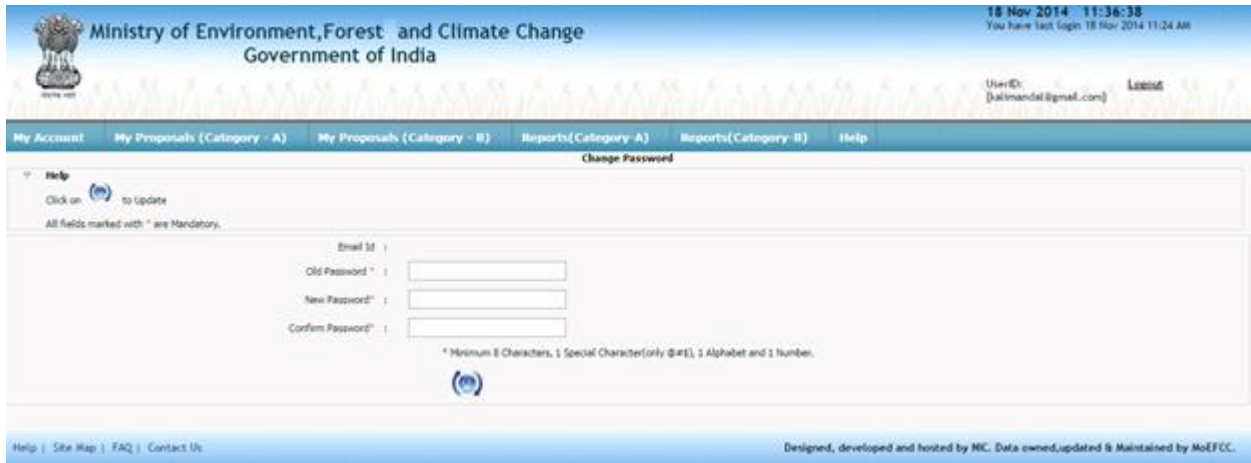 18 Nov 2014 11:36:38
You have last login 18 Nov 2014 11:24 AM
Ministry of Environment,Forest and Climate Change
Government of India
UserID: Logout
My Account My Proposals (Category - A) My Proposals (Category - B) Reports(Category-A) Reports(Category-B) Help
Change Password
Help
Click on to Update
All fields marked with * are Mandatory.
Email Id :
Old Password * :
New Password* :
Confirm Password* :
* Minimum 8 Characters, 1 Special Character(only 1 Alphabet and 1 Number.
Help | Site Map | FAQ | Contact Us
Designed, developed and hosted by NIC. Data owned,updated & Maintained by MoEFCC.